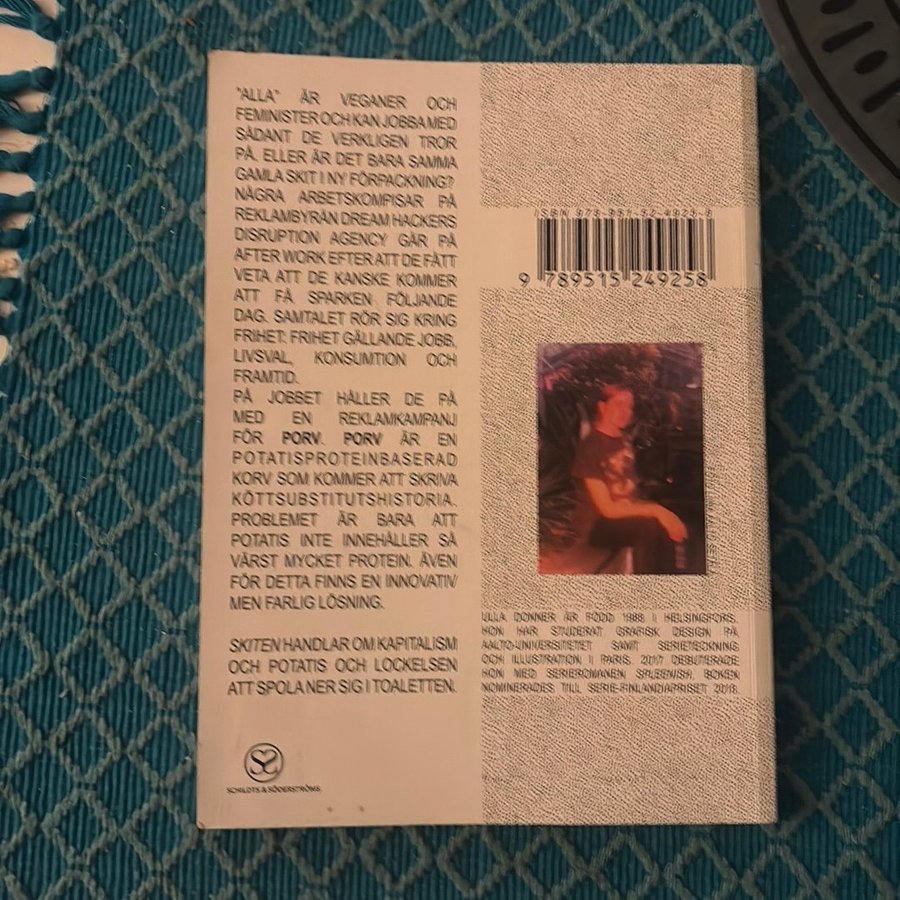 "ALLA" ÄR VEGANER OCH
FEMINISTER OCH KAN JOBBA MED
SÅDANT DE VERKLIGEN TROR
PÅ. ELLER ÄR DET BARA SAMMA
GAMLA SKIT I NY FÖRPACKNING?
NÅGRA ARBETSKOMPISAR PÅ
REKLAMBYRÅN DREAM HACKERS
DISRUPTION AGENCY GÅR PÅ
AFTER WORK EFTER ATT DE FÅTT
VETA ATT DE KANSKE KOMMER
ATT FÅ SPARKEN FÖLJANDE
DAG. SAMTALET RÖR SIG KRING
FRIHET: FRIHET GÄLLANDE JOBB,
LIVSVAL, KONSUMTION OCH
FRAMTID.
PÅ JOBBET HÅLLER DE PÅ
MED EN REKLAMKAMPANJ
FÖR PORV. PORV ÄR EN
POTATISPROTEINBASERAD
KORV SOM KOMMER ATT SKRIVA
KÖTTSUBSTITUTSHISTORIA.
PROBLEMET ÄR BARA ATT
POTATIS INTE INNEHÅLLER SÅ
VÄRST MYCKET PROTEIN. ÄVEN
FÖR DETTA FINNS EN INNOVATIV
MEN FARLIG LÖSNING.
SKITEN HANDLAR OM KAPITALISM
OCH POTATIS OCH LOCKELSEN
ATT SPOLA NER SIG I TOALETTEN.
SCHILDTS & SÖDERSTRÖMS
ISBN 978-951-52-4925-8
9 789515 249258
ULLA DONNER ÄR FÖDD 1988 I HELSINGFORS.
HON HAR STUDERAT GRAFISK DESIGN PÅ
AALTO-UNIVERSITETET SAMT SERIETECKNING
OCH ILLUSTRATION I PARIS. 2017 DEBUTERADE
HON MED SERIEROMANEN SPLEENISH. BOKEN
NOMINERADES TILL SERIE-FINLANDIAPRISET 2018.